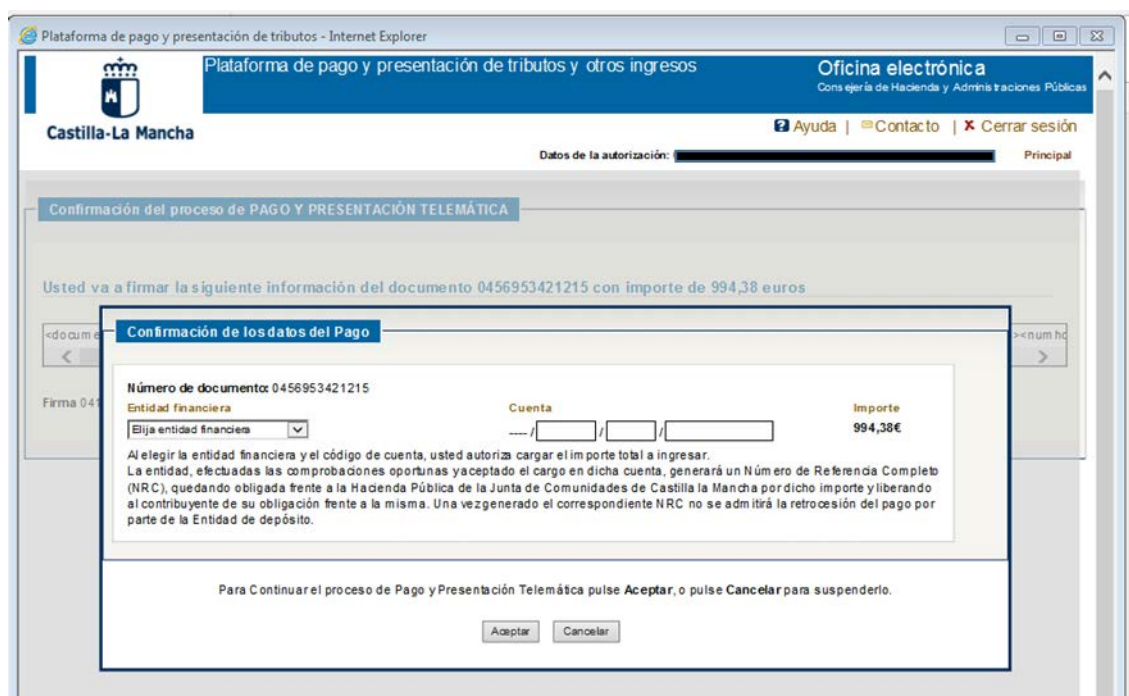 Plataforma de pago y presentación de tributos - Internet Explorer
Plataforma de pago y presentación de tributos y otros ingresos
Oficina electrónica
Consejería de Hacienda y Administraciones Públicas
Castilla-La Mancha
Ayuda | Contacto | Cerrar sesión
Datos de la autorización:
Principal
Confirmación del proceso de PAGO Y PRESENTACIÓN TELEMÁTICA
Usted va a firmar la siguiente información del documento 0456953421215 con importe de 994,38 euros
<docume
><numho
Firma 041
Confirmación de los datos del Pago
Número de documento: 0456953421215
Entidad financiera Cuenta Importe
Elija entidad financiera ---- / / / 994,38€
Al elegir la entidad financiera y el código de cuenta, usted autoriza cargar el importe total a ingresar.
La entidad, efectuadas las comprobaciones oportunas y aceptado el cargo en dicha cuenta, generará un Número de Referencia Completo
(NRC), quedando obligada frente a la Hacienda Pública de la Junta de Comunidades de Castilla la Mancha por dicho importe y liberando
al contribuyente de su obligación frente a la misma. Una vez generado el correspondiente NRC no se admitirá la retrocesión del pago por
parte de la Entidad de depósito.
Para Continuar el proceso de Pago y Presentación Telemática pulse Aceptar, o pulse Cancelar para suspenderlo.
Aceptar Cancelar